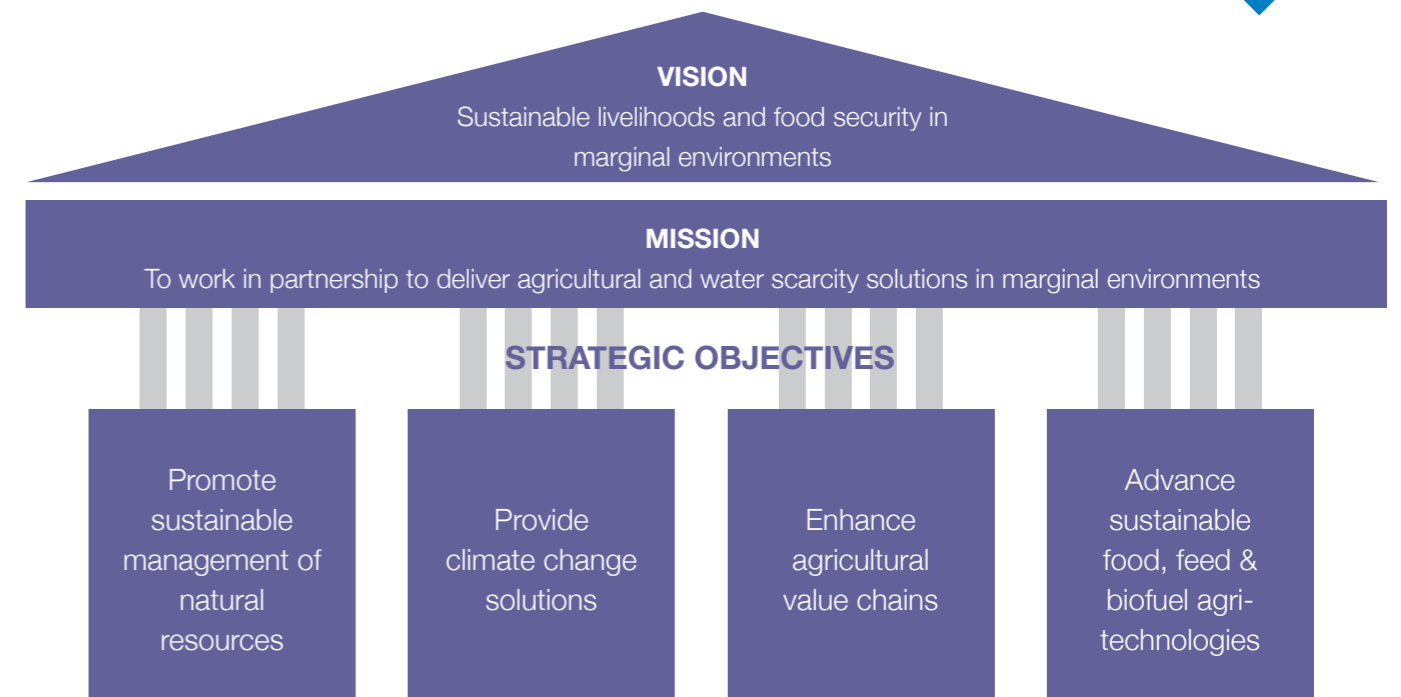 VISION
Sustainable livelihoods and food security in
marginal environments
MISSION
To work in partnership to deliver agricultural and water scarcity solutions in marginal environments
STRATEGIC OBJECTIVES
Promote
sustainable
management of
natural
resources
Provide
climate change
solutions
Enhance
agricultural
value chains
Advance
sustainable
food, feed &
biofuel agri-
technologies